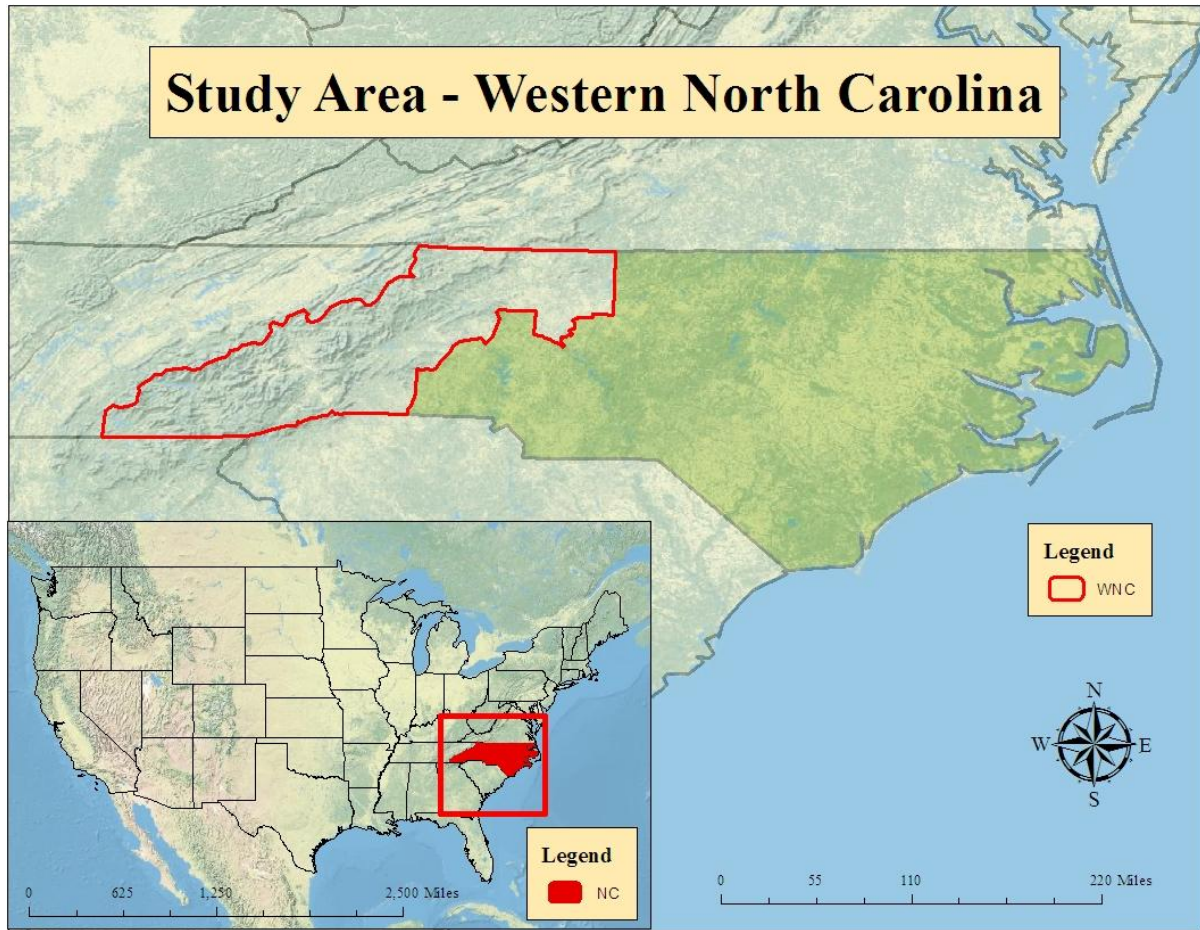 Study Area - Western North Carolina
Legend
WNC
N
W E
S
0 55 110 220 Miles
Legend
NC
0 625 1,250 2,500 Miles